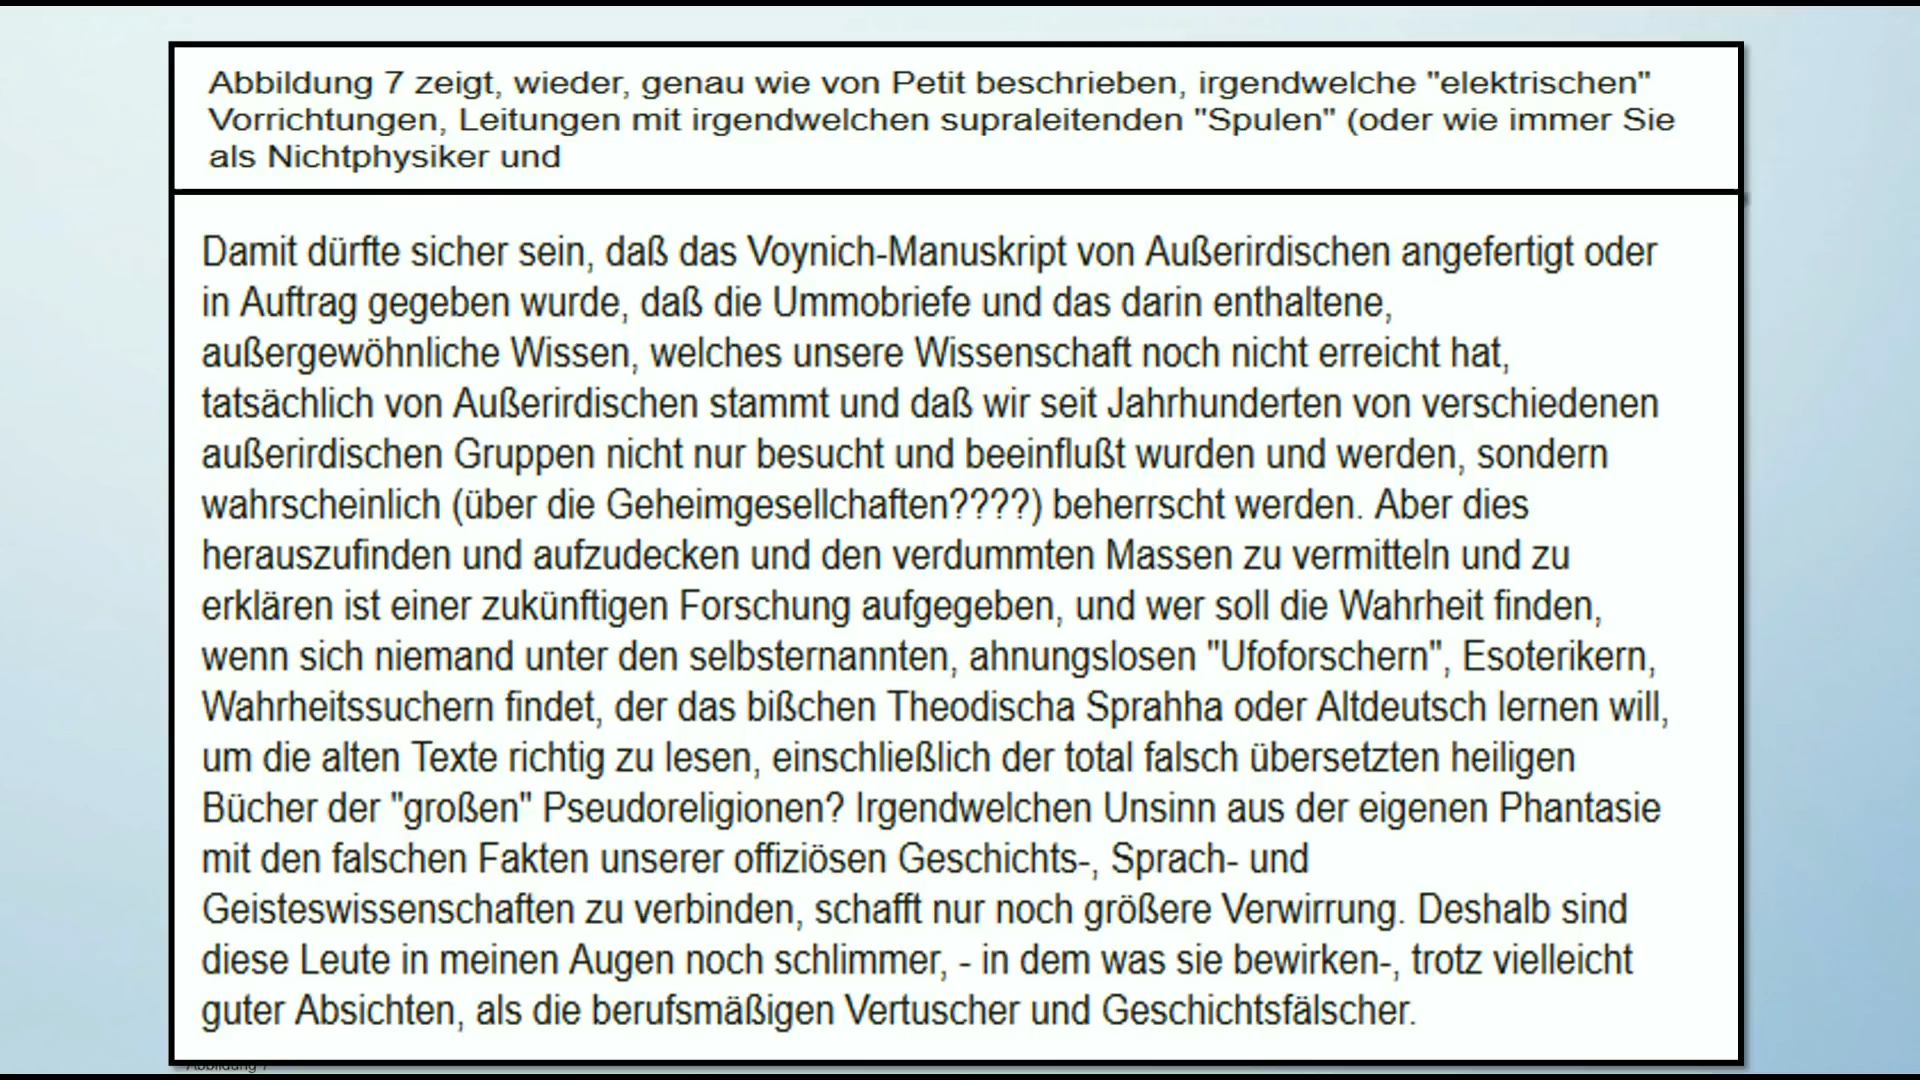 Abbildung 7 zeigt, wieder, genau wie von Petit beschrieben, irgendwelche "elektrischen"
Vorrichtungen, Leitungen mit irgendwelchen supraleitenden "Spulen" (oder wie immer Sie
als Nichtphysiker und
Damit dürfte sicher sein, daß das Voynich-Manuskript von Außerirdischen angefertigt oder
in Auftrag gegeben wurde, daß die Ummobriefe und das darin enthaltene,
außergewöhnliche Wissen, welches unsere Wissenschaft noch nicht erreicht hat,
tatsächlich von Außerirdischen stammt und daß wir seit Jahrhunderten von verschiedenen
außerirdischen Gruppen nicht nur besucht und beeinflußt wurden und werden, sondern
wahrscheinlich (über die Geheimgesellchaften????) beherrscht werden. Aber dies
herauszufinden und aufzudecken und den verdummten Massen zu vermitteln und zu
erklären ist einer zukünftigen Forschung aufgegeben, und wer soll die Wahrheit finden,
wenn sich niemand unter den selbsternannten, ahnungslosen "Ufoforschern", Esoterikern,
Wahrheitssuchern findet, der das bißchen Theodischa Sprahha oder Altdeutsch lernen will,
um die alten Texte richtig zu lesen, einschließlich der total falsch übersetzten heiligen
Bücher der "großen" Pseudoreligionen? Irgendwelchen Unsinn aus der eigenen Phantasie
mit den falschen Fakten unserer offiziösen Geschichts-, Sprach- und
Geisteswissenschaften zu verbinden, schafft nur noch größere Verwirrung. Deshalb sind
diese Leute in meinen Augen noch schlimmer, - in dem was sie bewirken-, trotz vielleicht
guter Absichten, als die berufsmäßigen Vertuscher und Geschichtsfälscher.
Abbildung